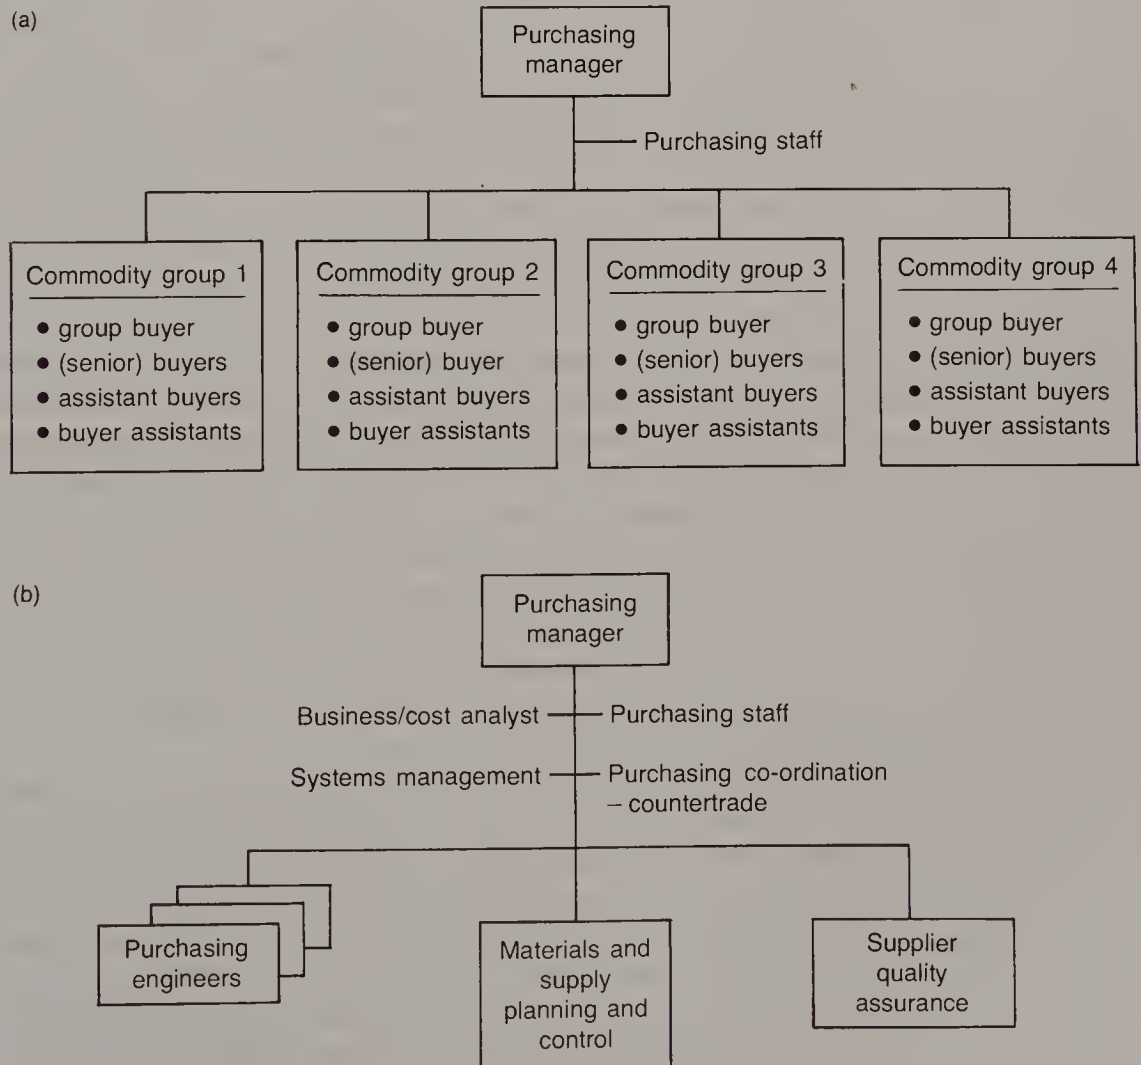 (a)
Purchasing
manager
Purchasing staff
Commodity group 1
• group buyer
• (senior) buyers
• assistant buyers
• buyer assistants
Commodity group 2
• group buyer
• (senior) buyer
• assistant buyers
• buyer assistants
Commodity group 3
• group buyer
• (senior) buyers
• assistant buyers
• buyer assistants
Commodity group 4
• group buyer
• (senior) buyers
• assistant buyers
• buyer assistants
(b)
Purchasing
manager
Business/cost analyst
Purchasing staff
Systems management
Purchasing co-ordination
– countertrade
Purchasing
engineers
Materials and
supply
planning and
control
Supplier
quality
assurance